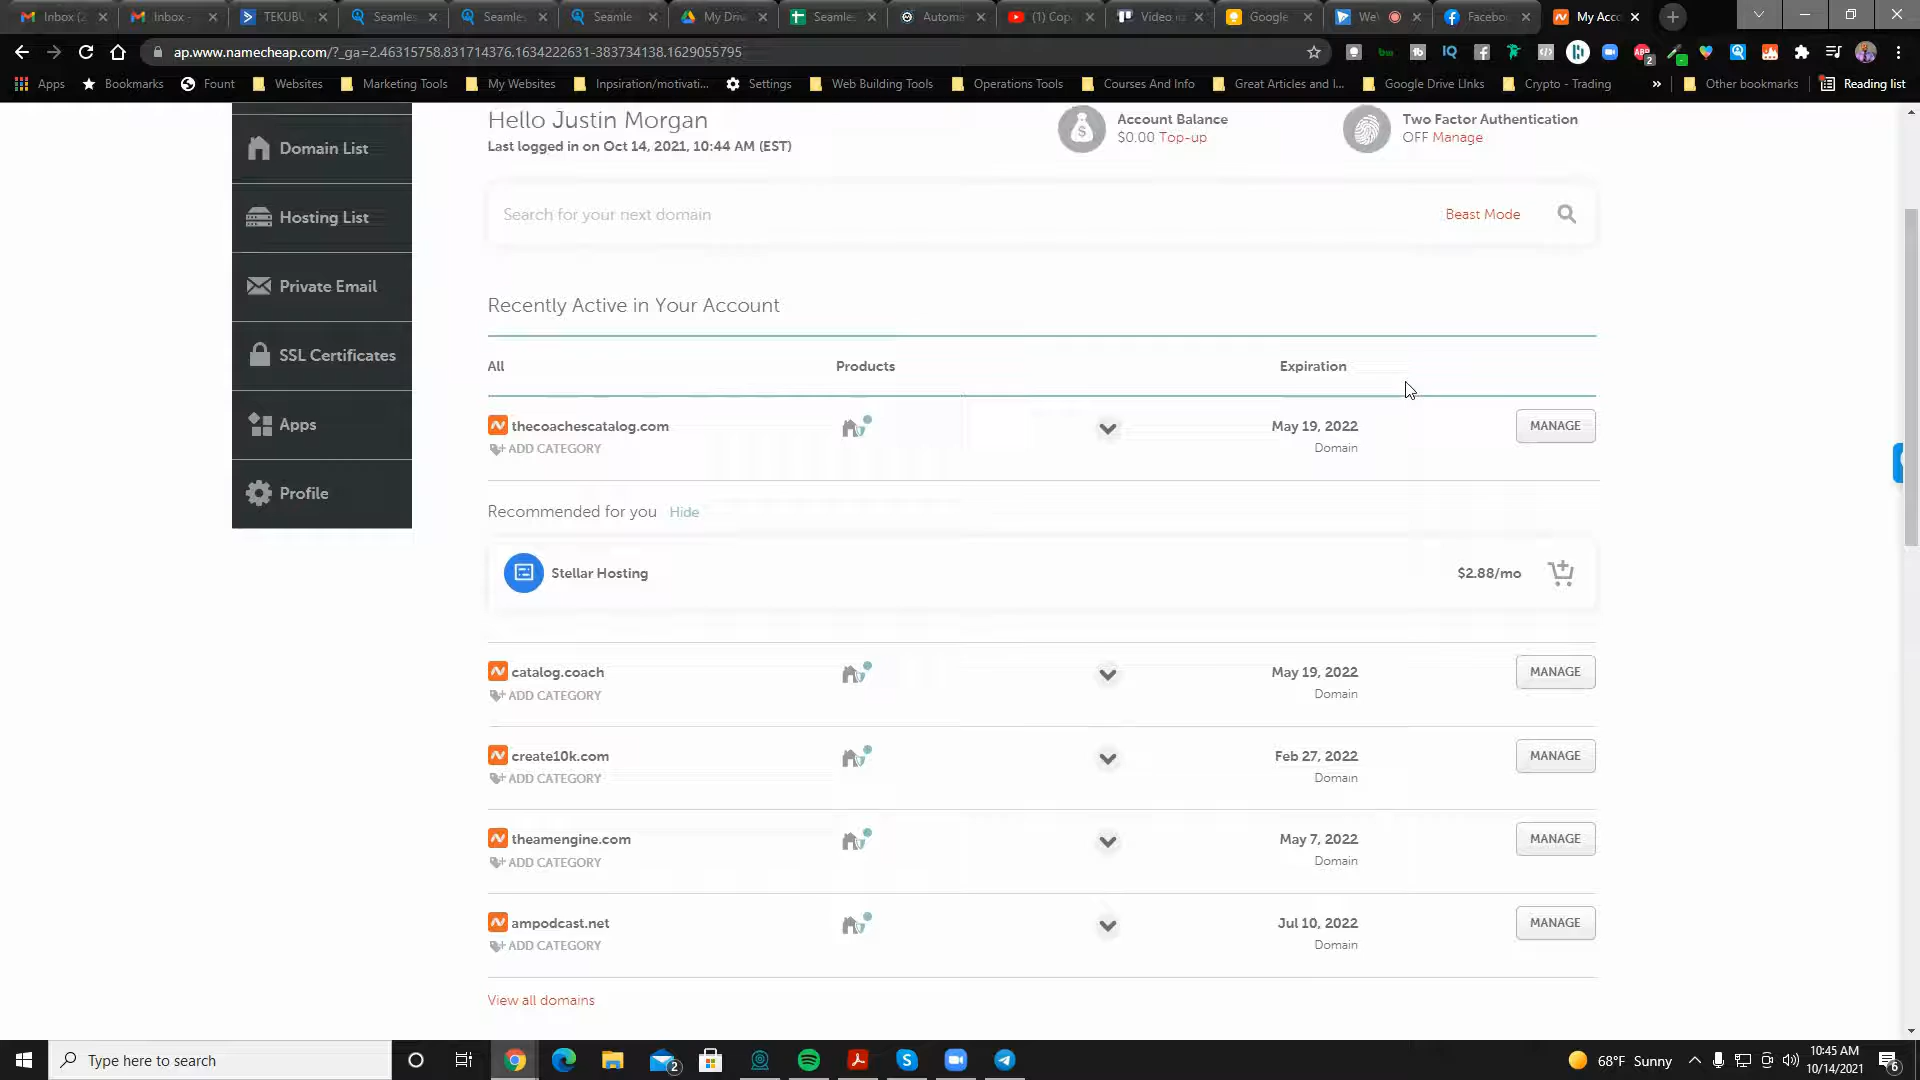 Inbox (2
Inbox -
TEKUBU
Seamles
Seamles
Seamle
My Driv
Seamles
Automa
(1) Cop
Video
Google
We
Facebo
My Acc
ap.www.namecheap.com/?_ga=2.46315758.831714376.1634222631-383734138.1629055795
Apps
Bookmarks
Fount
Websites
Marketing Tools
My Websites
Inpsiration/motivati...
Settings
Web Building Tools
Operations Tools
Courses And Info
Great Articles and I...
Google Drive LInks
Crypto - Trading
»
Other bookmarks
Reading list
Domain List
Hosting List
Private Email
SSL Certificates
Apps
Profile
Hello Justin Morgan
Last logged in on Oct 14, 2021, 10:44 AM (EST)
Account Balance
$0.00 Top-up
Two Factor Authentication
OFF Manage
Search for your next domain
Beast Mode
Recently Active in Your Account
All Products Expiration
thecoachescatalog.com May 19, 2022 MANAGE
ADD CATEGORY Domain
Recommended for you Hide
Stellar Hosting $2.88/mo
catalog.coach May 19, 2022 MANAGE
ADD CATEGORY Domain
create10k.com Feb 27, 2022 MANAGE
ADD CATEGORY Domain
theamengine.com May 7, 2022 MANAGE
ADD CATEGORY Domain
ampodcast.net Jul 10, 2022 MANAGE
ADD CATEGORY Domain
View all domains
Type here to search
68°F Sunny
10:45 AM
10/14/2021